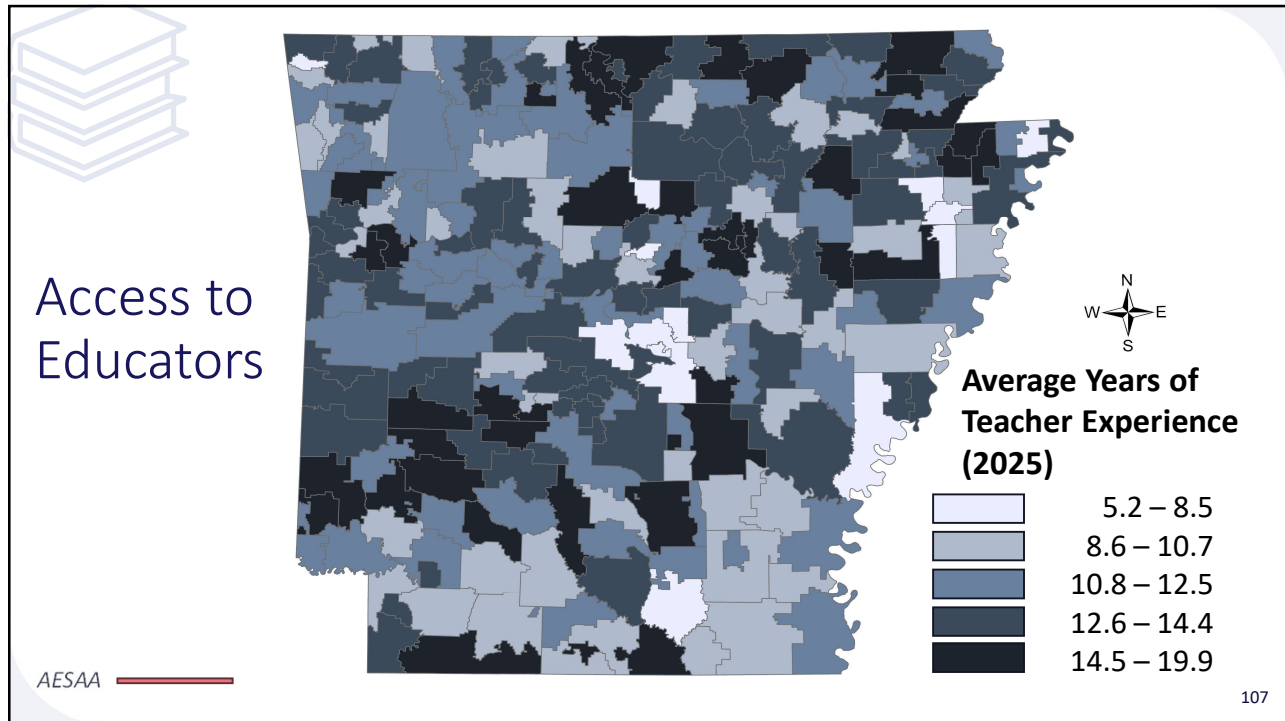 Access to
Educators
N
W E
S
Average Years of
Teacher Experience
(2025)
5.2 – 8.5
8.6 – 10.7
10.8 – 12.5
12.6 – 14.4
14.5 – 19.9
AESAA
107